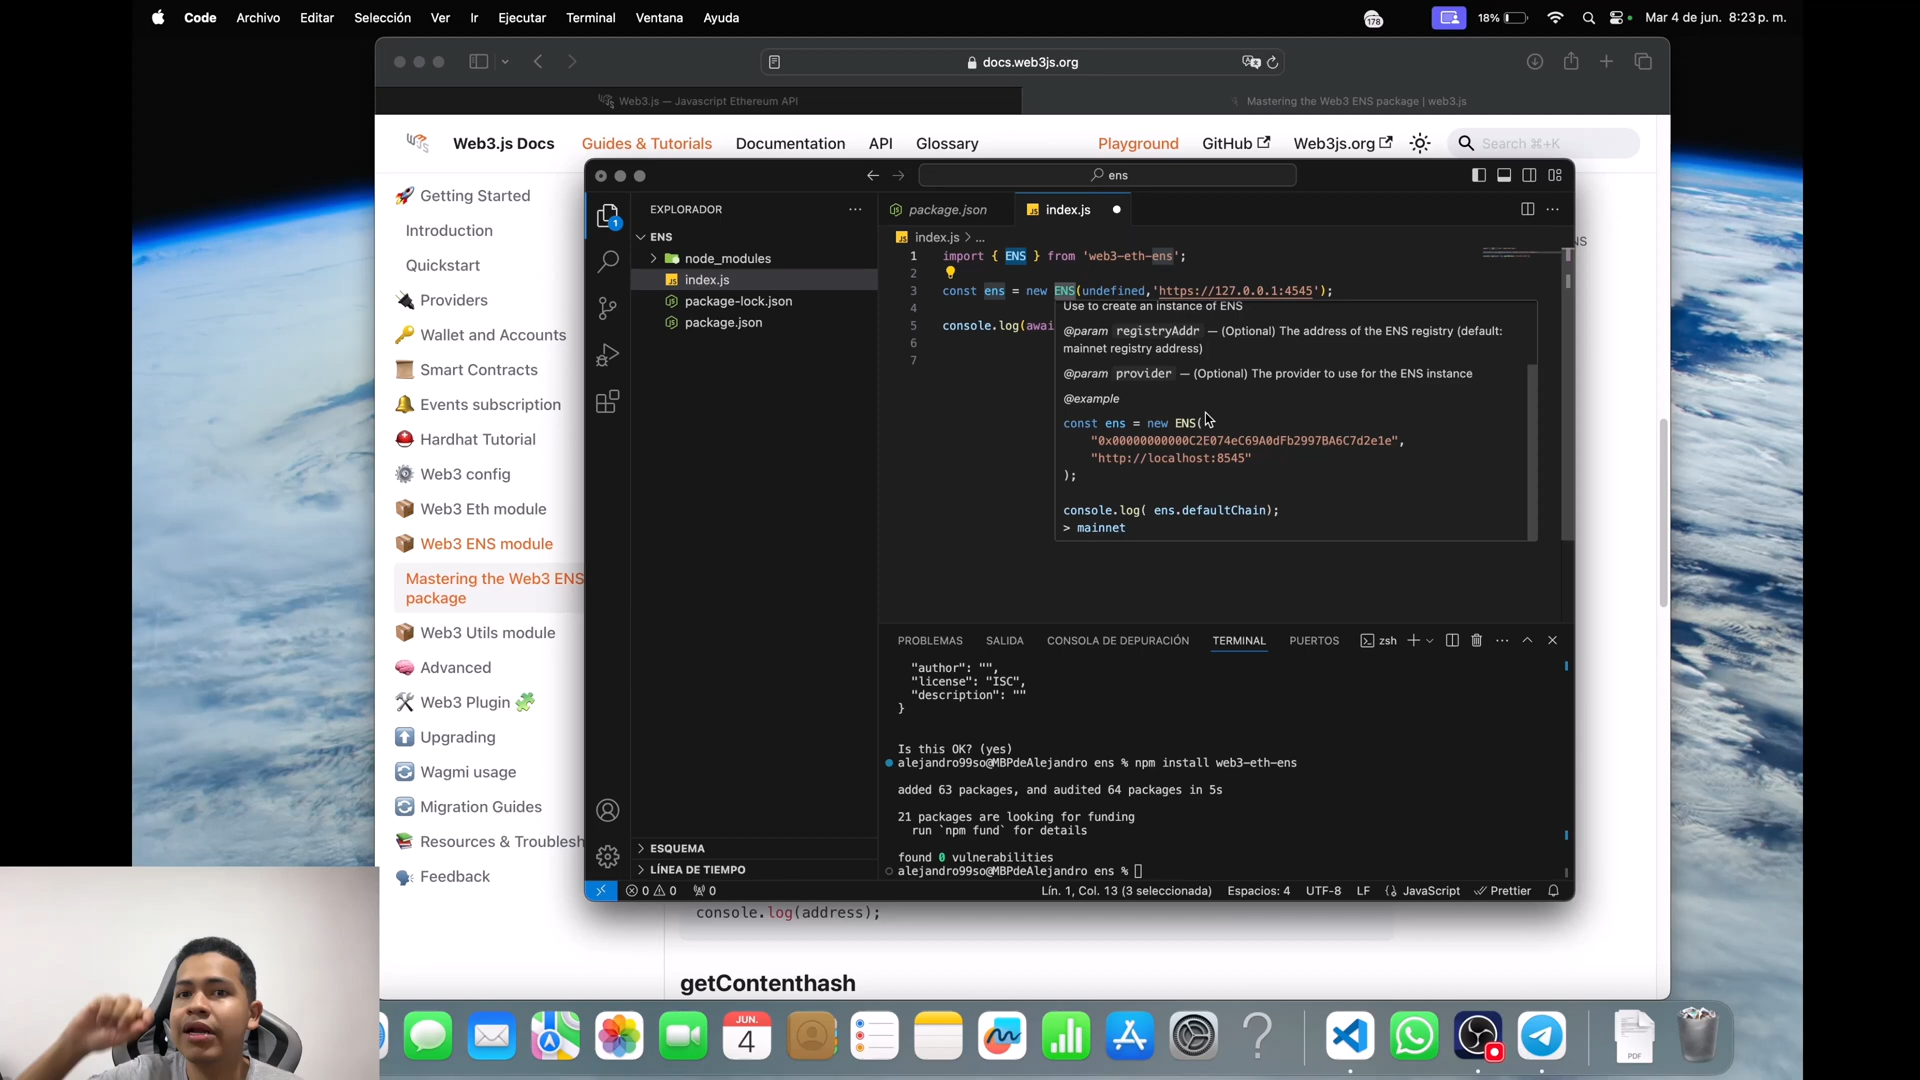 Code Archivo Editar Selección Ver Ir Ejecutar Terminal Ventana Ayuda 178 18% Mar 4 de jun. 8:23 p. m.
docs.web3js.org
Web3.js — Javascript Ethereum API
Mastering the Web3 ENS package | web3.js
Web3.js Docs Guides & Tutorials Documentation API Glossary Playground GitHub Web3js.org Search ⌘+K
Getting Started
Introduction
Quickstart
Providers
Wallet and Accounts
Smart Contracts
Events subscription
Hardhat Tutorial
Web3 config
Web3 Eth module
Web3 ENS module
Mastering the Web3 ENS
package
Web3 Utils module
Advanced
Web3 Plugin
Upgrading
Wagmi usage
Migration Guides
Resources & Troublesh
Feedback
NS
ens
EXPLORADOR
1
ENS
node_modules
index.js
package-lock.json
package.json
ESQUEMA
LÍNEA DE TIEMPO
package.json index.js
index.js > ...
1 import { ENS } from 'web3-eth-ens';
2
3 const ens = new ENS(undefined,'https://127.0.0.1:4545');
4
5 console.log(awai
6
7
Use to create an instance of ENS
@param registryAddr — (Optional) The address of the ENS registry (default:
mainnet registry address)
@param provider — (Optional) The provider to use for the ENS instance
@example
const ens = new ENS(
"0x00000000000C2E074eC69A0dFb2997BA6C7d2e1e",
"http://localhost:8545"
);
console.log( ens.defaultChain);
> mainnet
PROBLEMAS SALIDA CONSOLA DE DEPURACIÓN TERMINAL PUERTOS zsh
"author": "",
"license": "ISC",
"description": ""
}
Is this OK? (yes)
alejandro99so@MBPdeAlejandro ens % npm install web3-eth-ens
added 63 packages, and audited 64 packages in 5s
21 packages are looking for funding
run `npm fund` for details
found 0 vulnerabilities
alejandro99so@MBPdeAlejandro ens %
0 0 0 Lín. 1, Col. 13 (3 seleccionada) Espacios: 4 UTF-8 LF JavaScript Prettier
console.log(address);
getContenthash
JUN.
4
PDF